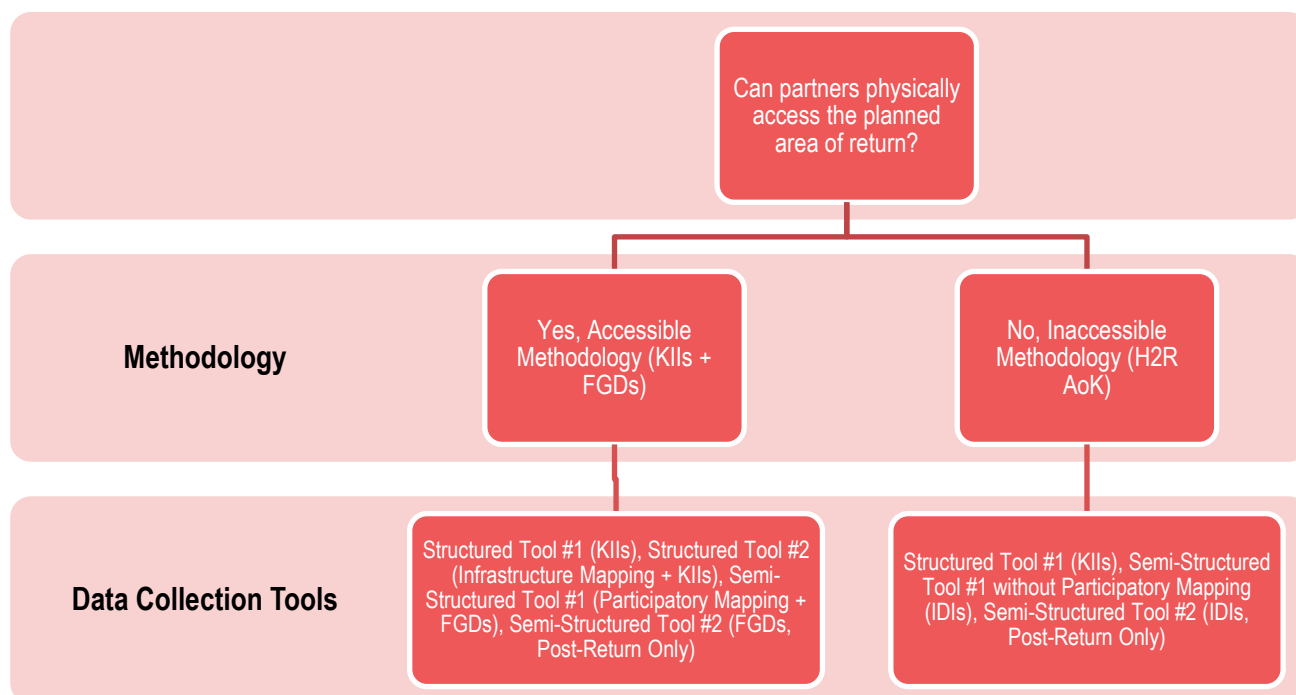 Can partners physically
access the planned
area of return?
Methodology
Yes, Accessible
Methodology (KIIs +
FGDs)
No, Inaccessible
Methodology (H2R
AoK)
Data Collection Tools
Structured Tool #1 (KIIs), Structured Tool #2
(Infrastructure Mapping + KIIs), Semi-
Structured Tool #1 (Participatory Mapping +
FGDs), Semi-Structured Tool #2 (FGDs,
Post-Return Only)
Structured Tool #1 (KIIs), Semi-Structured
Tool #1 without Participatory Mapping
(IDIs), Semi-Structured Tool #2 (IDIs,
Post-Return Only)